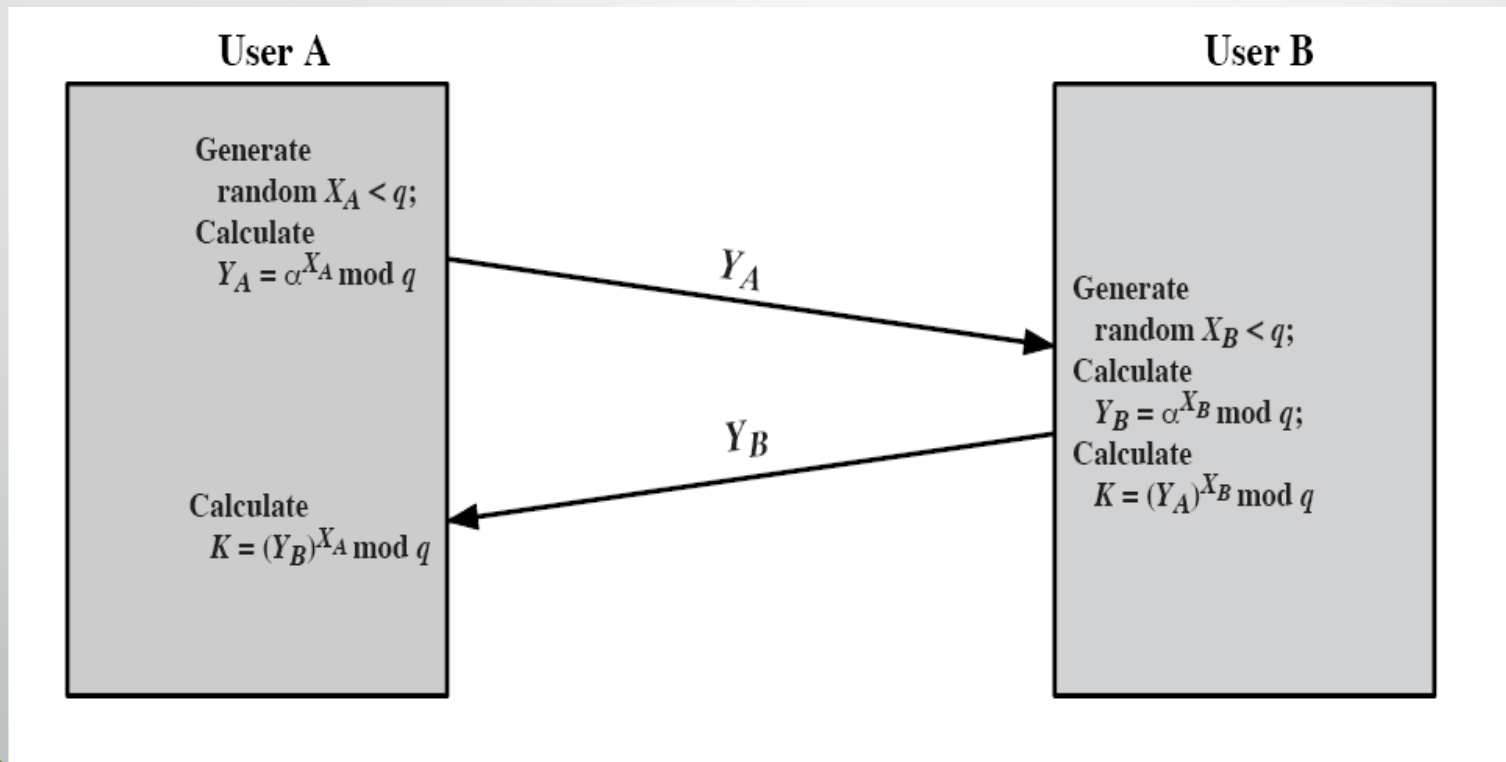 User A
User B
Generate
random X_A < q;
Calculate
Y_A = α^{X_A} mod q
Y_A
Generate
random X_B < q;
Calculate
Y_B = α^{X_B} mod q;
Calculate
K = (Y_A)^{X_B} mod q
Y_B
Calculate
K = (Y_B)^{X_A} mod q